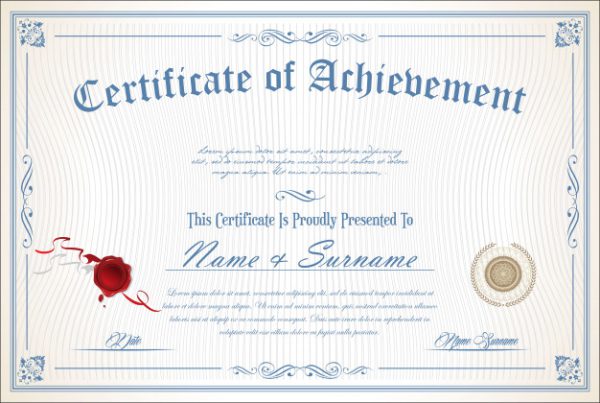 Certificate of Achievement
Lorem ipsum dolor sit amet, consectetur adipiscing
elit, sed do eiusmod tempor incididunt ut labore et dolore
magna aliqua. Ut enim ad minim veniam,
This Certificate Is Proudly Presented To
Name & Surname
Lorem ipsum dolor sit amet, consectetur adipiscing elit, sed do eiusmod tempor
incididunt ut labore et dolore magna aliqua. Ut enim ad minim veniam, quis nostrud exercitation ullamco
laboris nisi ut aliquip ex ea commodo consequat. Duis aute irure dolor in reprehenderit in
voluptate velit esse cillum dolore eu fugiat nulla pariatur.
Date
Name Surname